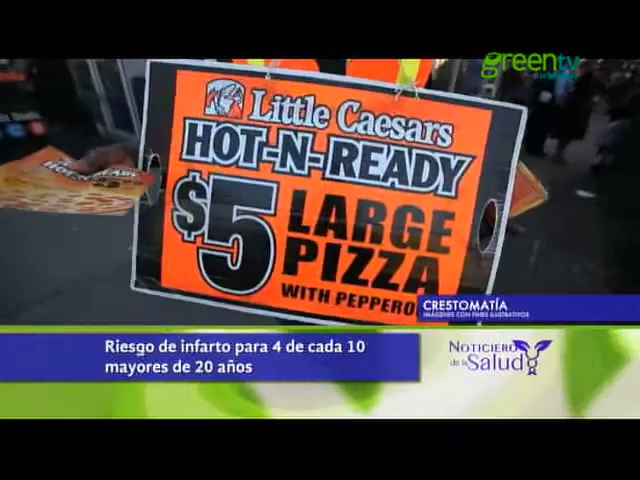 greentv
Little Caesars
HOT-N-READY
$5 LARGE
PIZZA
WITH PEPPERO
CRESTOMATÍA
IMÁGENES CON FINES ILUSTRATIVOS
Riesgo de infarto para 4 de cada 10
mayores de 20 años
NOTICIERO
de la Salud